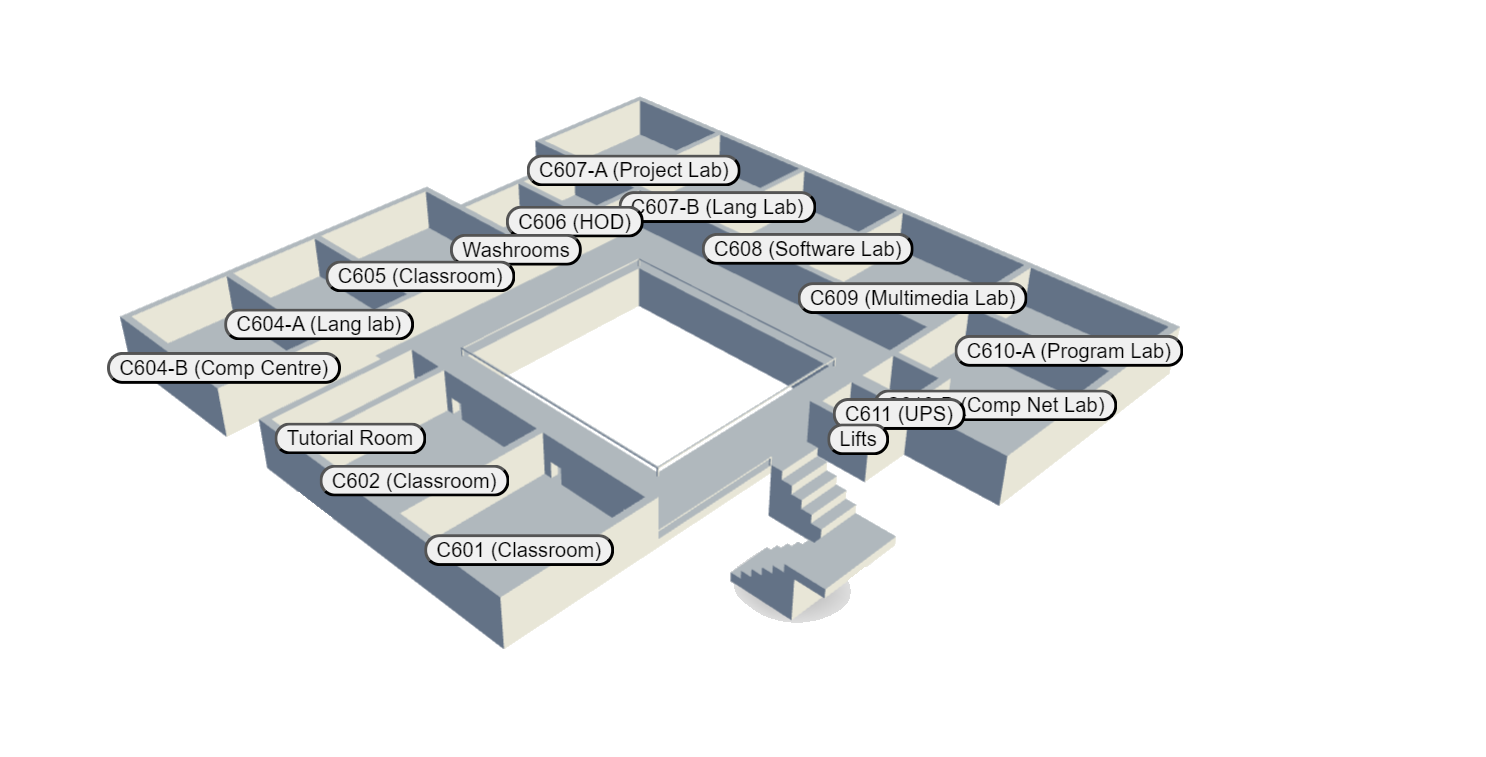 C607-A (Project Lab)
C607-B (Lang Lab)
C606 (HOD)
Washrooms
C608 (Software Lab)
C605 (Classroom)
C609 (Multimedia Lab)
C604-A (Lang lab)
C604-B (Comp Centre)
C610-A (Program Lab)
(Comp Net Lab)
C611 (UPS)
Lifts
Tutorial Room
C602 (Classroom)
C601 (Classroom)